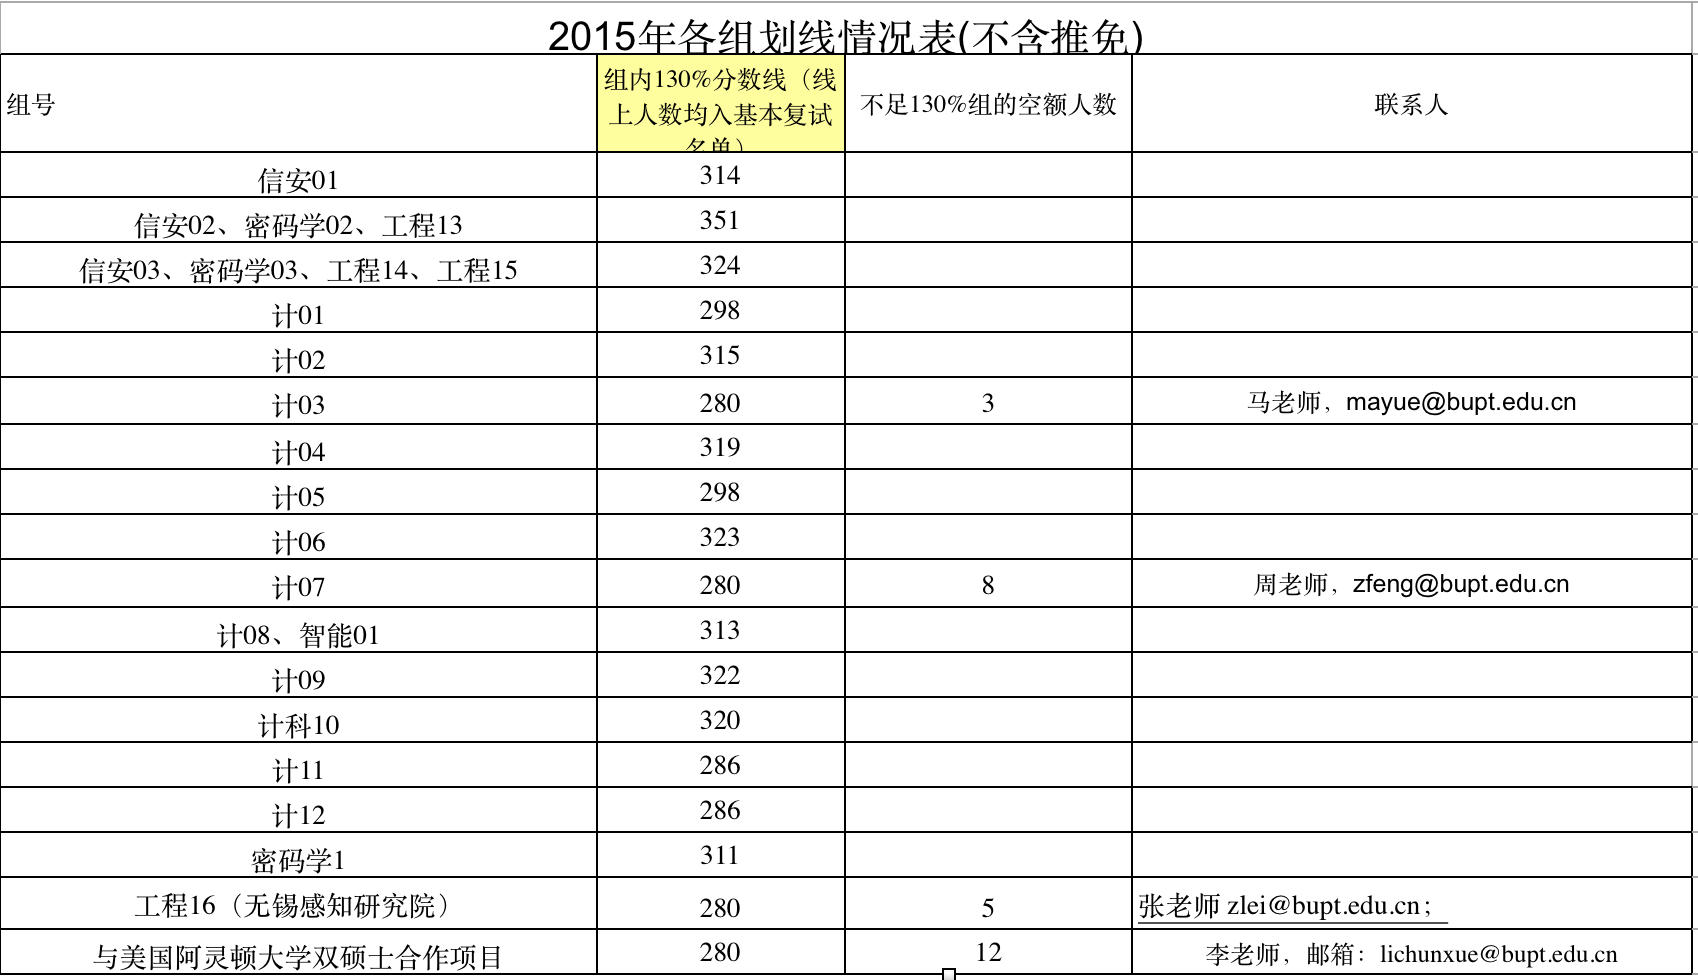 2015年各组划线情况表(不含推免)
组号
组内130%分数线（线
上人数均入基本复试
名单）
不足130%组的空额人数
联系人
信安01 314
信安02、密码学02、工程13 351
信安03、密码学03、工程14、工程15 324
计01 298
计02 315
计03 280 3 马老师，mayue@bupt.edu.cn
计04 319
计05 298
计06 323
计07 280 8 周老师，zfeng@bupt.edu.cn
计08、智能01 313
计09 322
计科10 320
计11 286
计12 286
密码学1 311
工程16（无锡感知研究院） 280 5 张老师 zlei@bupt.edu.cn；
与美国阿灵顿大学双硕士合作项目 280 12 李老师，邮箱：lichunxue@bupt.edu.cn